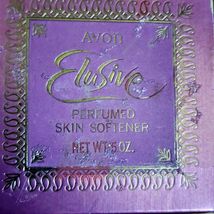 AVON
Elusive
PERFUMED
SKIN SOFTENER
NET WT 5 OZ.